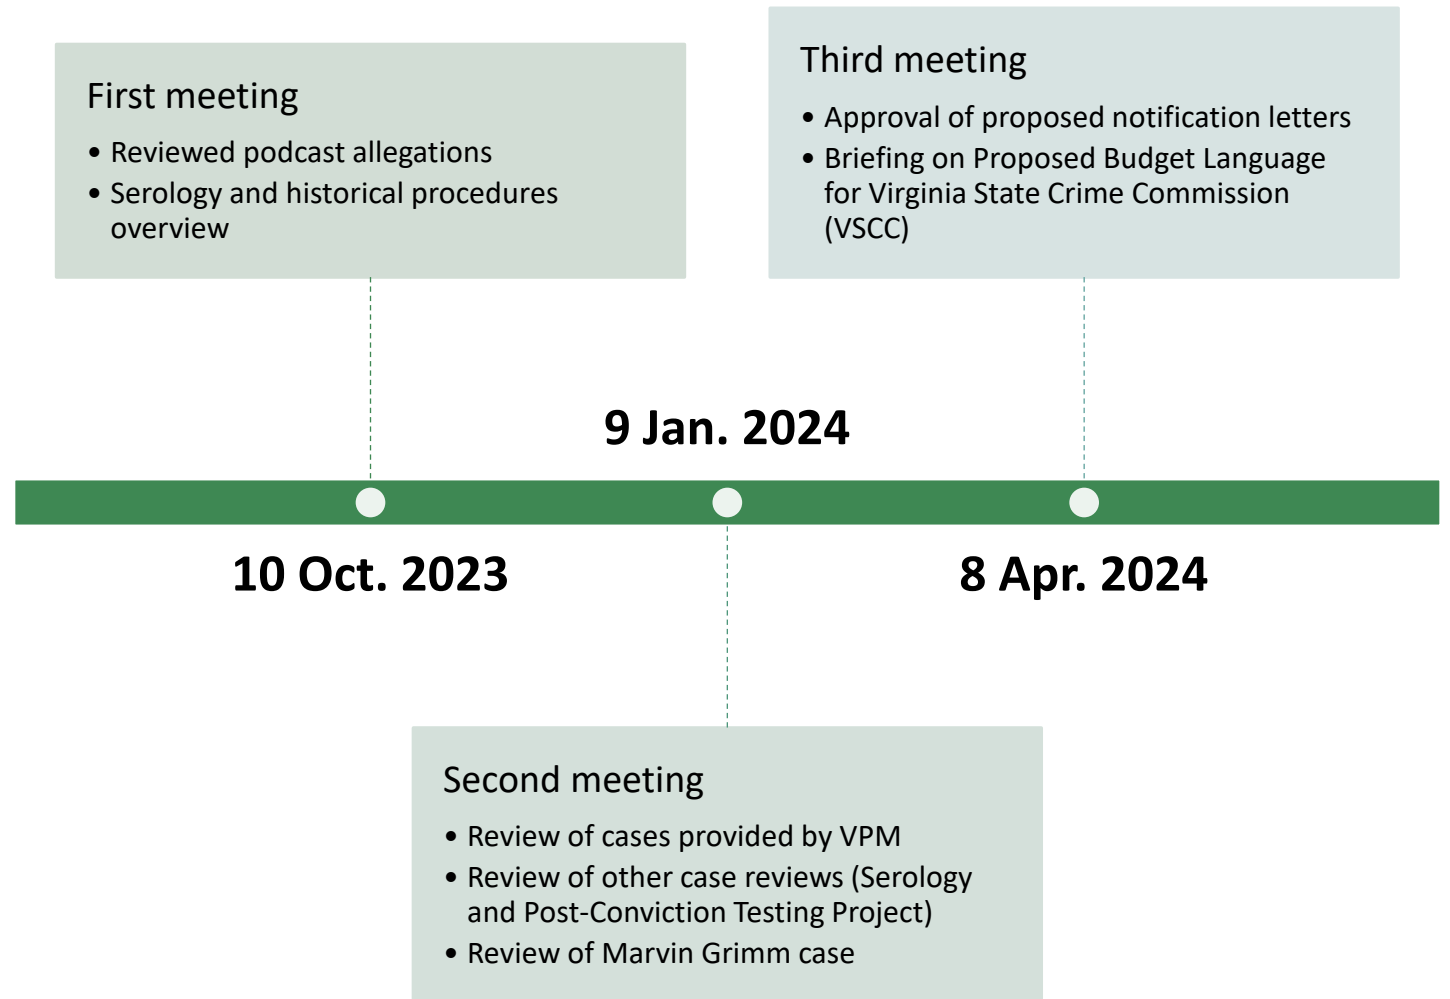 First meeting
• Reviewed podcast allegations
• Serology and historical procedures
overview
10 Oct. 2023
9 Jan. 2024
Second meeting
• Review of cases provided by VPM
• Review of other case reviews (Serology
and Post-Conviction Testing Project)
• Review of Marvin Grimm case
Third meeting
• Approval of proposed notification letters
• Briefing on Proposed Budget Language
for Virginia State Crime Commission
(VSCC)
8 Apr. 2024